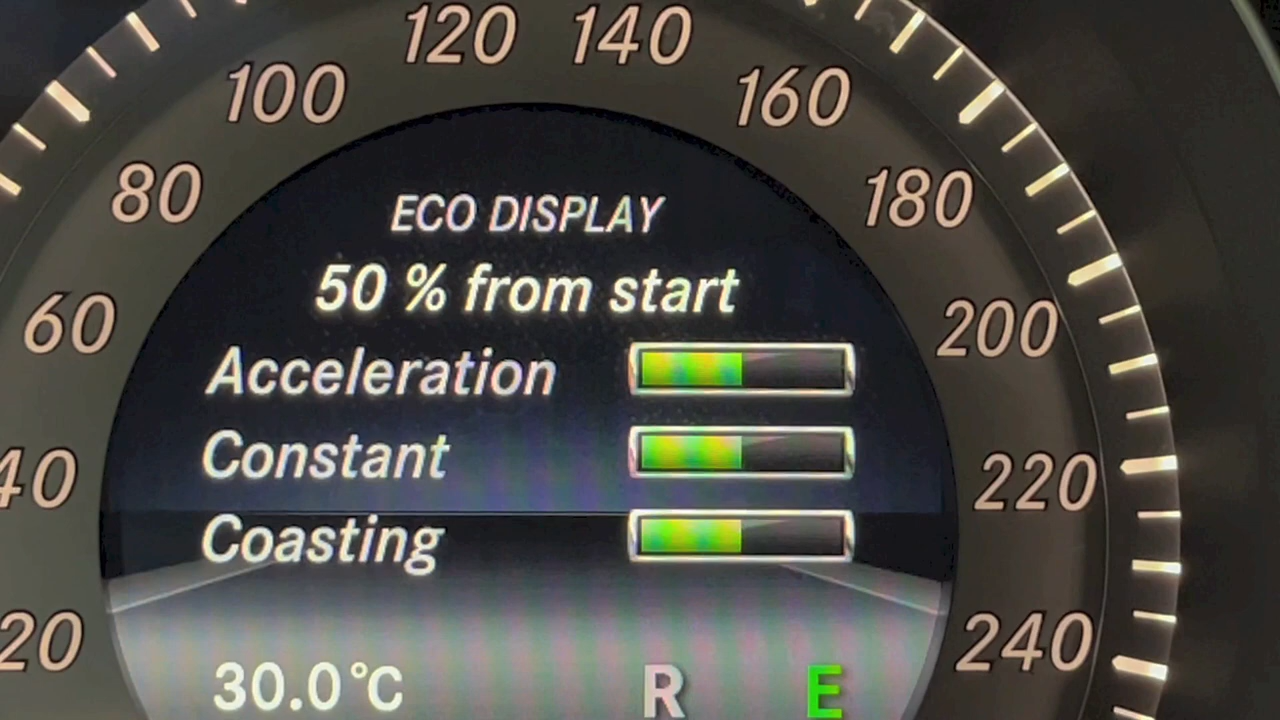 120 140
100 160
80 180
ECO DISPLAY
50 % from start
60 200
Acceleration
Constant
40 220
Coasting
20 240
30.0°C R E